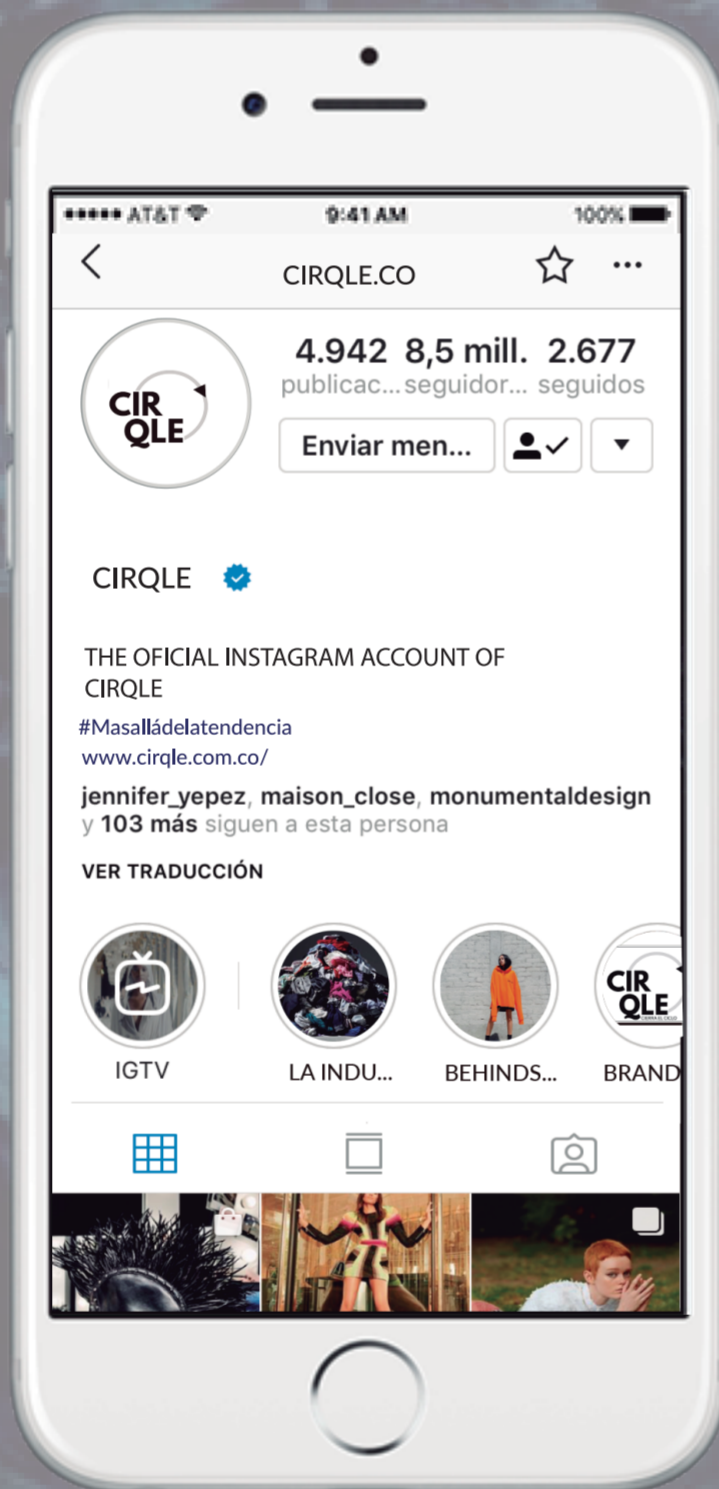 AT&T 9:41 AM 100%
CIRQLE.CO
CIR
QLE
4.942 8,5 mill. 2.677
publicac... seguidor... seguidos
Enviar men...
CIRQLE
THE OFICIAL INSTAGRAM ACCOUNT OF
CIRQLE
#Masalládelatendencia
www.cirqle.com.co/
jennifer_yepez, maison_close, monumentaldesign
y 103 más siguen a esta persona
VER TRADUCCIÓN
CIR
QLE
IGTV LA INDU... BEHINDS... BRAND